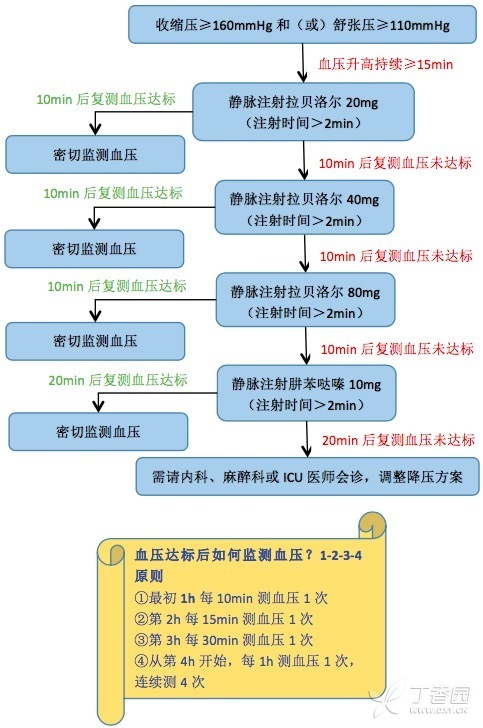 收缩压≥160mmHg 和（或）舒张压≥110mmHg
血压升高持续≥15min
10min 后复测血压达标
静脉注射拉贝洛尔 20mg
（注射时间＞2min）
密切监测血压
10min 后复测血压未达标
10min 后复测血压达标
静脉注射拉贝洛尔 40mg
（注射时间＞2min）
密切监测血压
10min 后复测血压未达标
10min 后复测血压达标
静脉注射拉贝洛尔 80mg
（注射时间＞2min）
密切监测血压
10min 后复测血压未达标
20min 后复测血压达标
静脉注射肼苯哒嗪 10mg
（注射时间＞2min）
密切监测血压
20min 后复测血压未达标
需请内科、麻醉科或 ICU 医师会诊，调整降压方案
血压达标后如何监测血压？1-2-3-4
原则
①最初 1h 每 10min 测血压 1 次
②第 2h 每 15min 测血压 1 次
③第 3h 每 30min 测血压 1 次
④从第 4h 开始，每 1h 测血压 1 次，
连续测 4 次
丁香园
WWW.DXY.CN